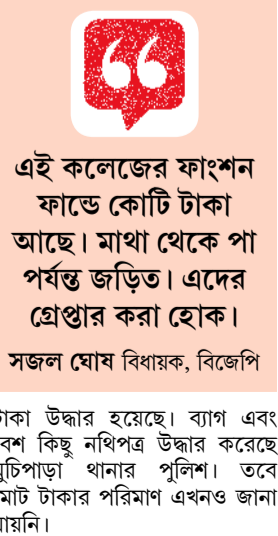 এই কলেজের ফাংশন
ফান্ডে কোটি টাকা
আছে। মাথা থেকে পা
পর্যন্ত জড়িত। এদের
গ্রেপ্তার করা হোক।
সজল ঘোষ বিধায়ক, বিজেপি
টাকা উদ্ধার হয়েছে। ব্যাগ এবং
বেশ কিছু নথিপত্র উদ্ধার করেছে
মুচিপাড়া থানার পুলিশ। তবে
মোট টাকার পরিমাণ এখনও জানা
যায়নি।